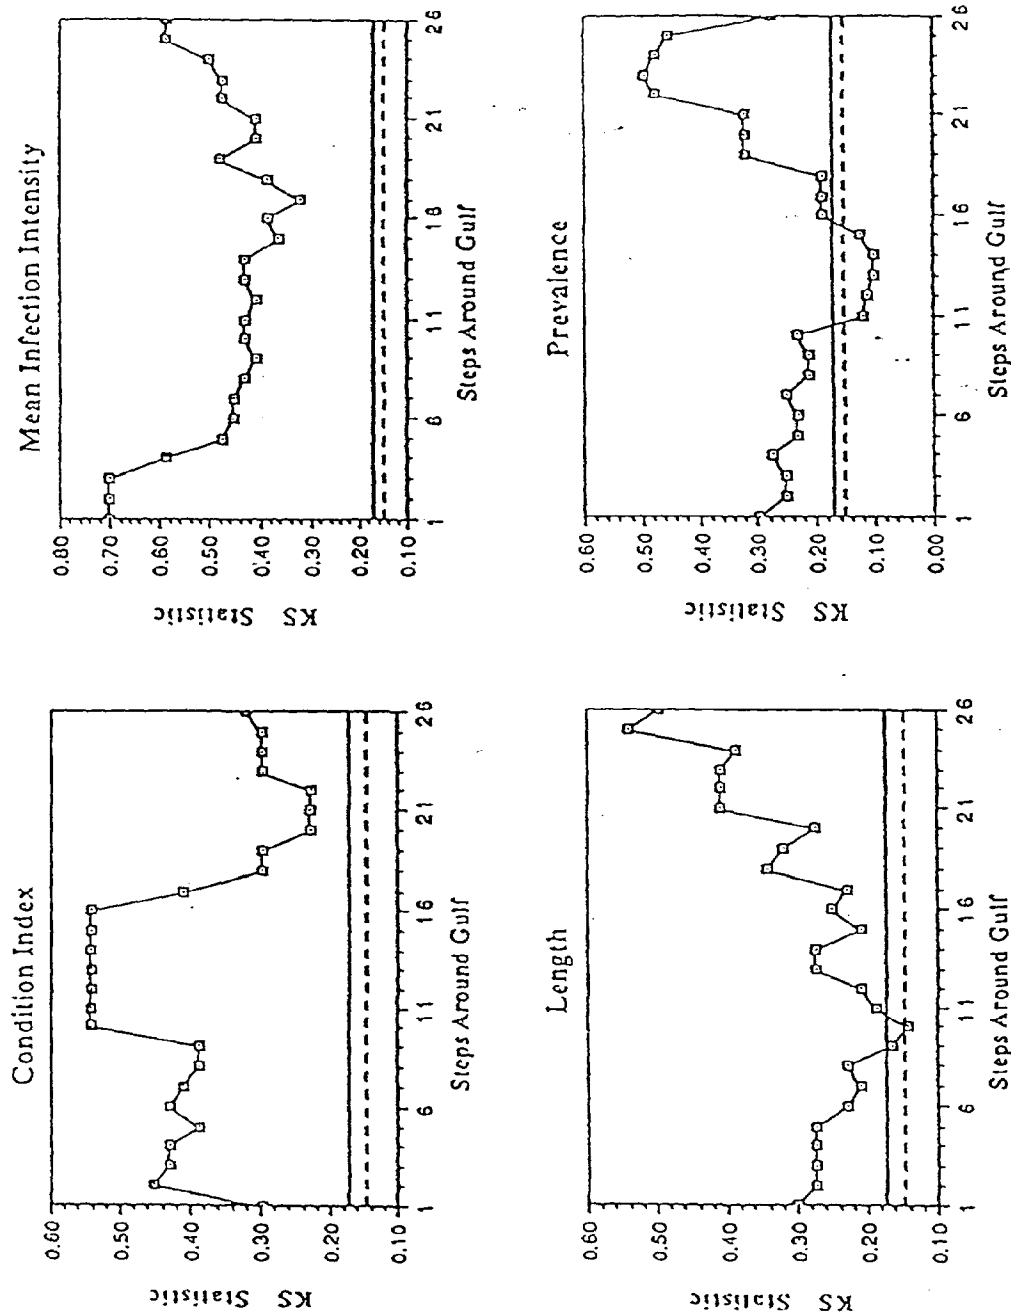 Condition Index
KS Statistic
0.60
0.50
0.40
0.30
0.20
0.10
1 6 11 16 21 26
Steps Around Gulf
Mean Infection Intensity
KS Statistic
0.80
0.70
0.60
0.50
0.40
0.30
0.20
0.10
1 6 11 16 21 26
Steps Around Gulf
Length
KS Statistic
0.60
0.50
0.40
0.30
0.20
0.10
1 6 11 16 21 26
Steps Around Gulf
Prevalence
KS Statistic
0.60
0.50
0.40
0.30
0.20
0.10
0.00
1 6 11 16 21 26
Steps Around Gulf